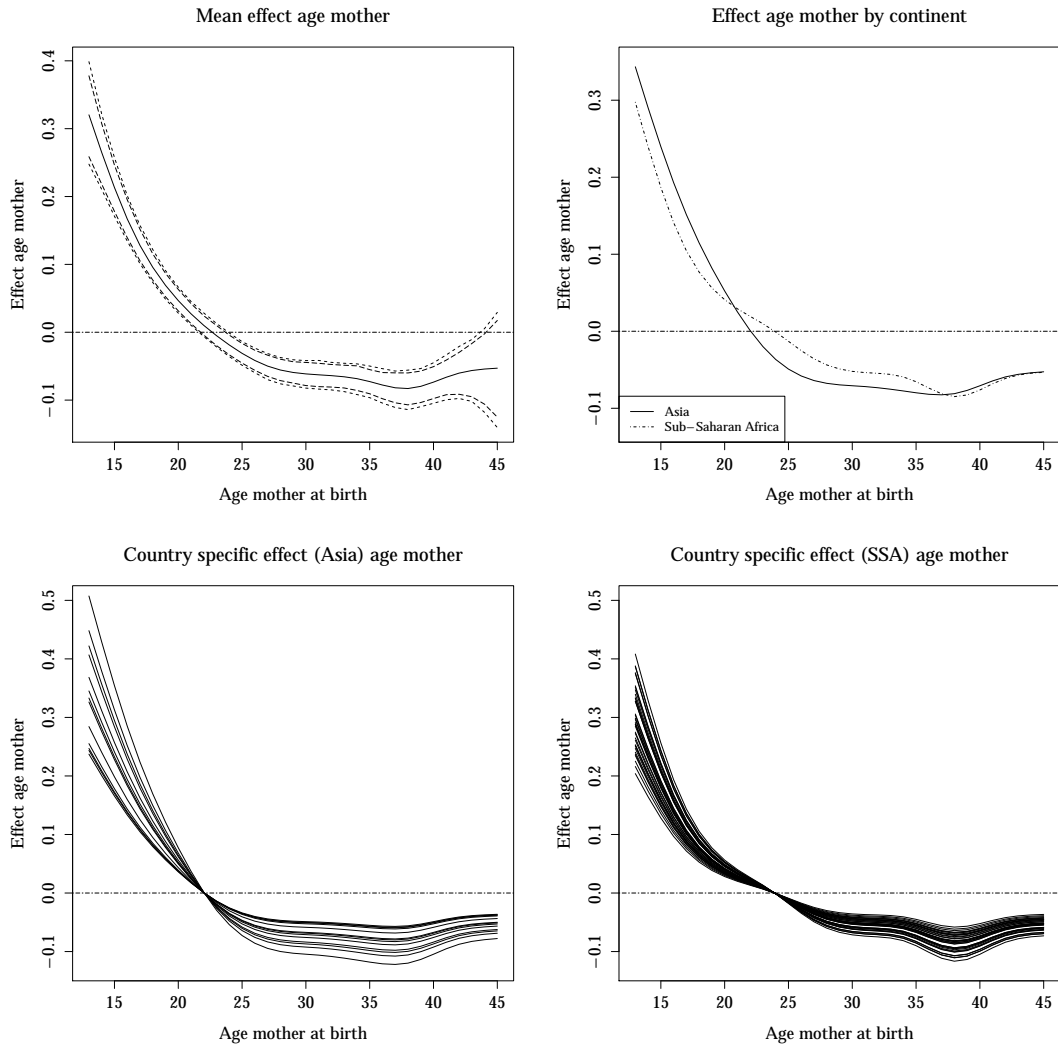 Mean effect age mother
Effect age mother
0.4
0.3
0.2
0.1
0.0
−0.1
15 20 25 30 35 40 45
Age mother at birth
Effect age mother by continent
Effect age mother
0.3
0.2
0.1
0.0
−0.1
Asia
Sub−Saharan Africa
15 20 25 30 35 40 45
Age mother at birth
Country specific effect (Asia) age mother
Effect age mother
0.5
0.4
0.3
0.2
0.1
0.0
−0.1
15 20 25 30 35 40 45
Age mother at birth
Country specific effect (SSA) age mother
Effect age mother
0.5
0.4
0.3
0.2
0.1
0.0
−0.1
15 20 25 30 35 40 45
Age mother at birth